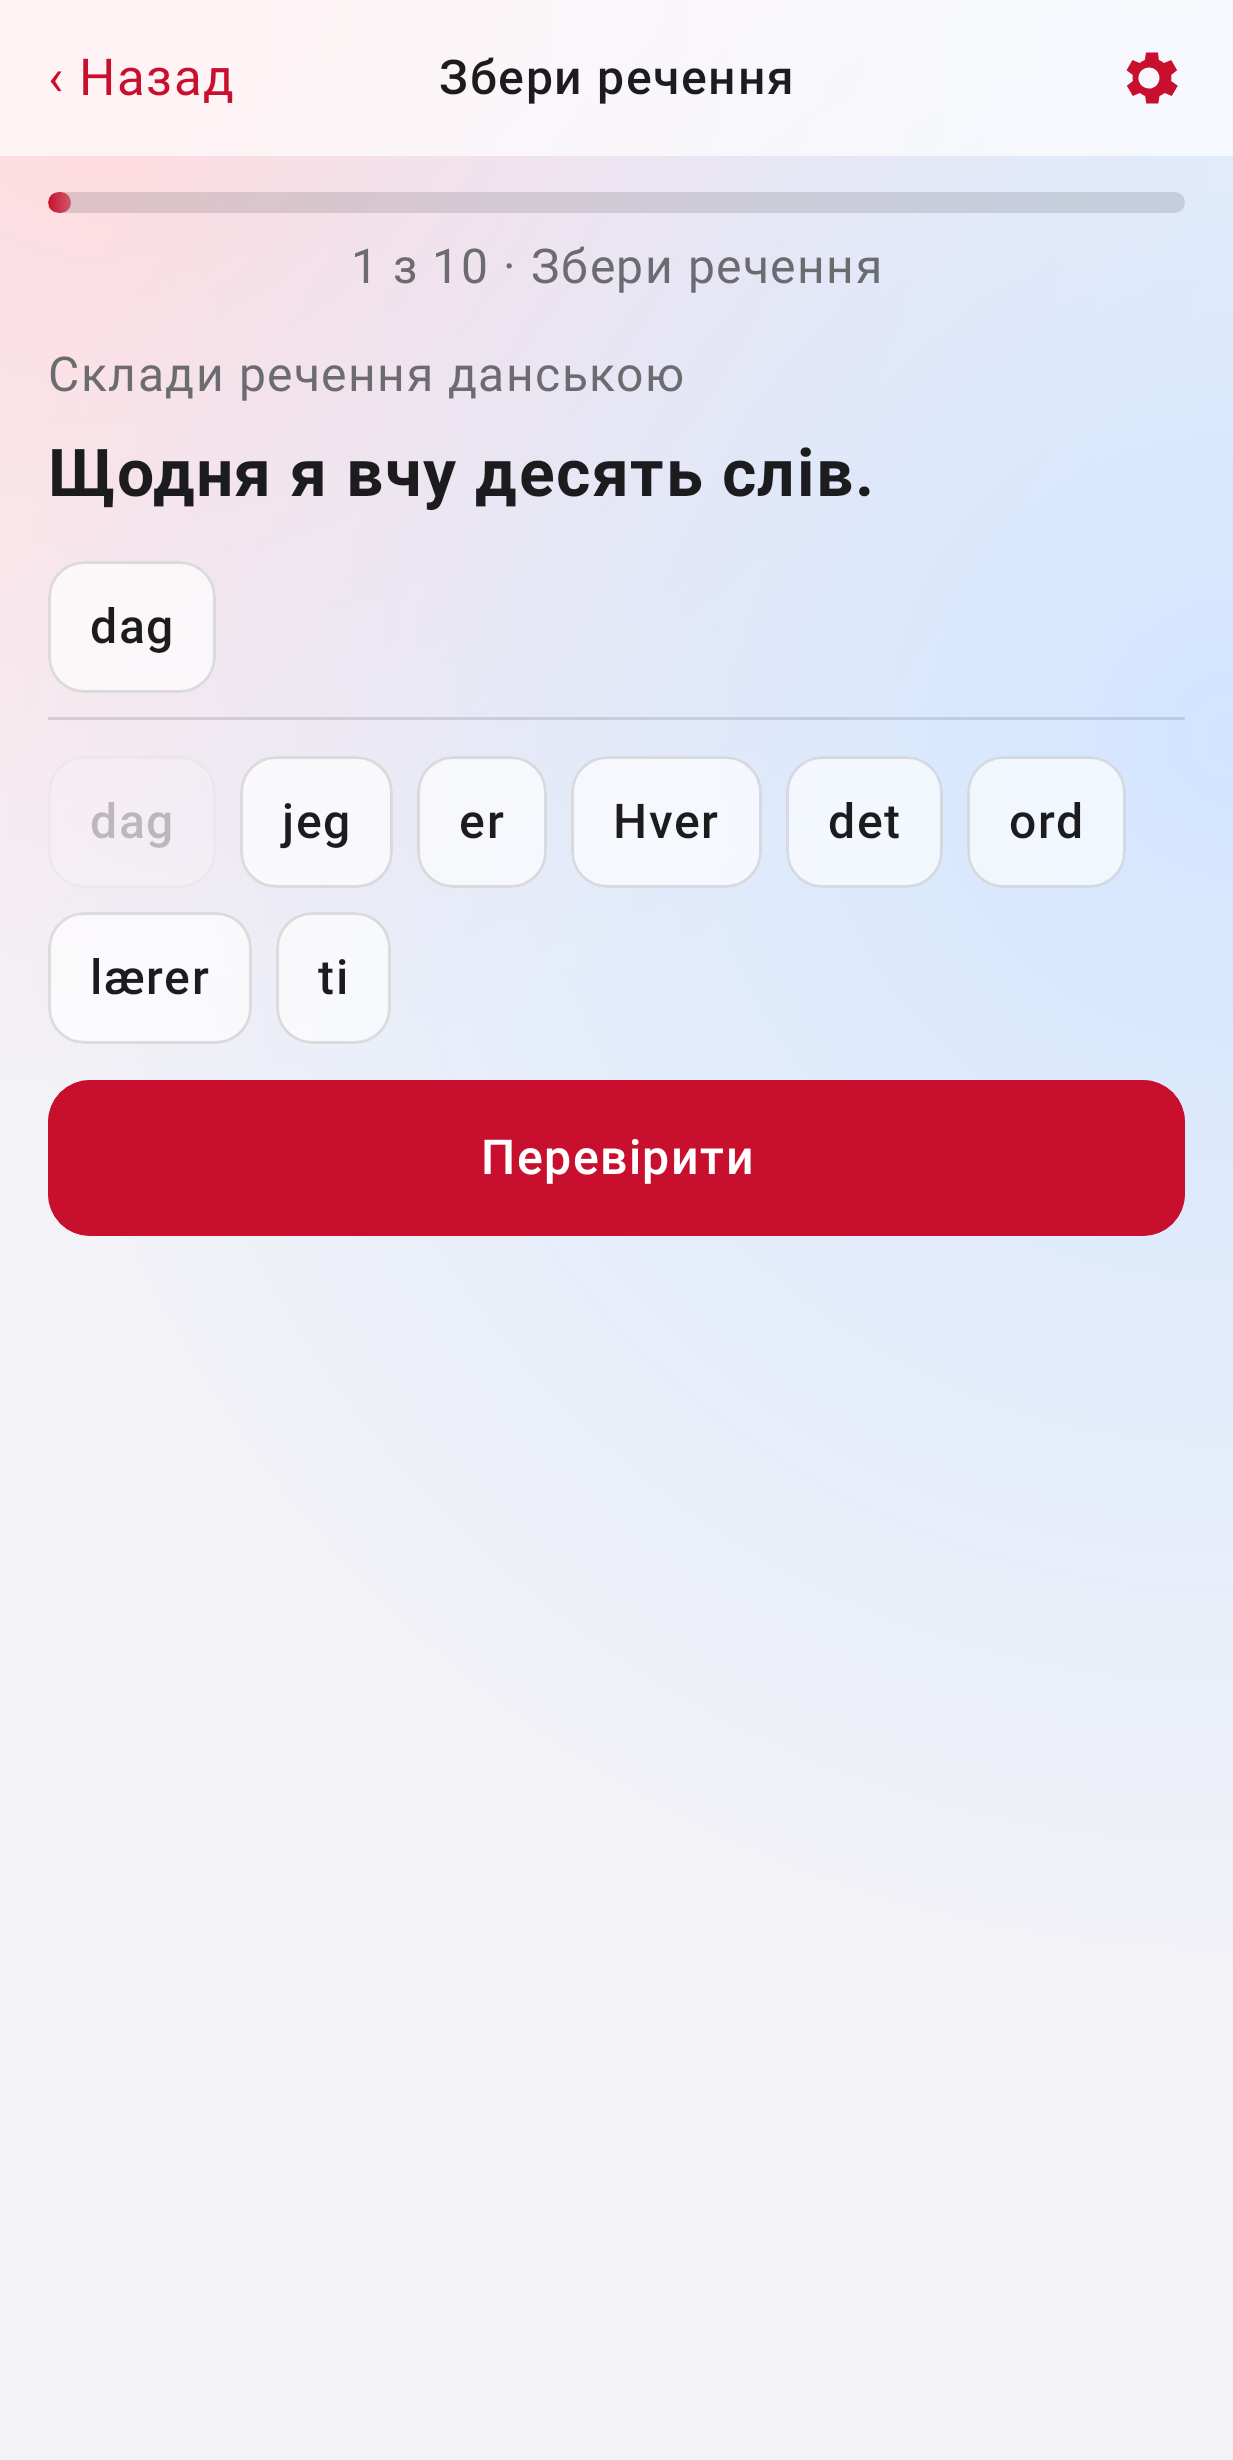 ‹ Назад Збери речення
1 з 10 · Збери речення
Склади речення данською
Щодня я вчу десять слів.
dag
dag jeg er Hver det ord
lærer ti
Перевірити